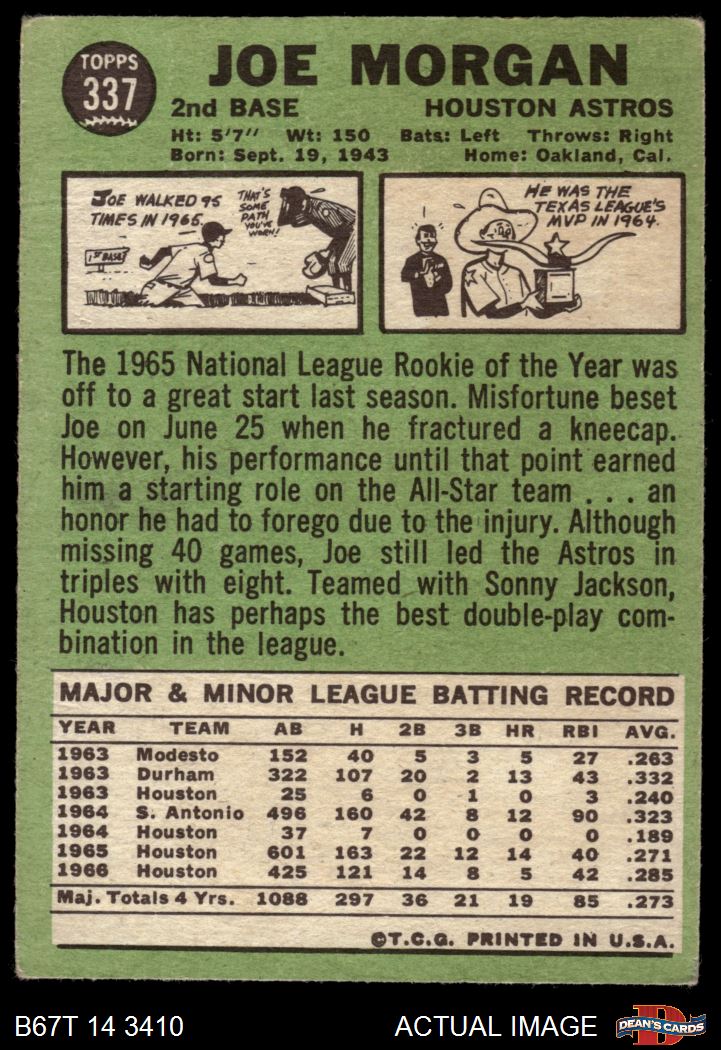 TOPPS
337
JOE MORGAN
2nd BASE HOUSTON ASTROS
Ht: 5'7" Wt: 150 Bats: Left Throws: Right
Born: Sept. 19, 1943 Home: Oakland, Cal.
JOE WALKED 95
TIMES IN 1965.
THAT'S
SOME
PATH
YOU'VE
WORN!
1ST BASE
HE WAS THE
TEXAS LEAGUE'S
MVP IN 1964.
The 1965 National League Rookie of the Year was
off to a great start last season. Misfortune beset
Joe on June 25 when he fractured a kneecap.
However, his performance until that point earned
him a starting role on the All-Star team . . . an
honor he had to forego due to the injury. Although
missing 40 games, Joe still led the Astros in
triples with eight. Teamed with Sonny Jackson,
Houston has perhaps the best double-play com-
bination in the league.
MAJOR & MINOR LEAGUE BATTING RECORD
YEAR TEAM AB H 2B 3B HR RBI AVG.
1963 Modesto 152 40 5 3 5 27 .263
1963 Durham 322 107 20 2 13 43 .332
1963 Houston 25 6 0 1 0 3 .240
1964 S. Antonio 496 160 42 8 12 90 .323
1964 Houston 37 7 0 0 0 0 .189
1965 Houston 601 163 22 12 14 40 .271
1966 Houston 425 121 14 8 5 42 .285
Maj. Totals 4 Yrs. 1088 297 36 21 19 85 .273
©T.C.G. PRINTED IN U.S.A.
B67T 14 3410 ACTUAL IMAGE
D
DEAN'S CARDS